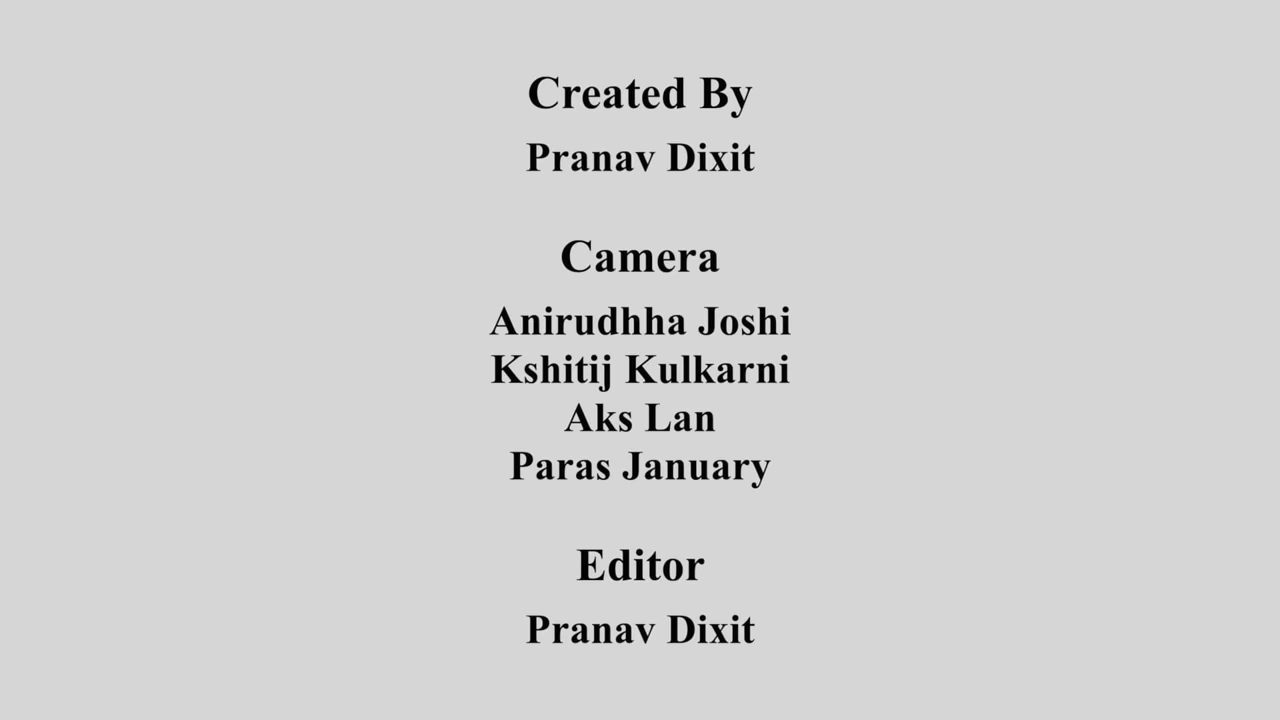 Created By
Pranav Dixit
Camera
Anirudhha Joshi
Kshitij Kulkarni
Aks Lan
Paras January
Editor
Pranav Dixit